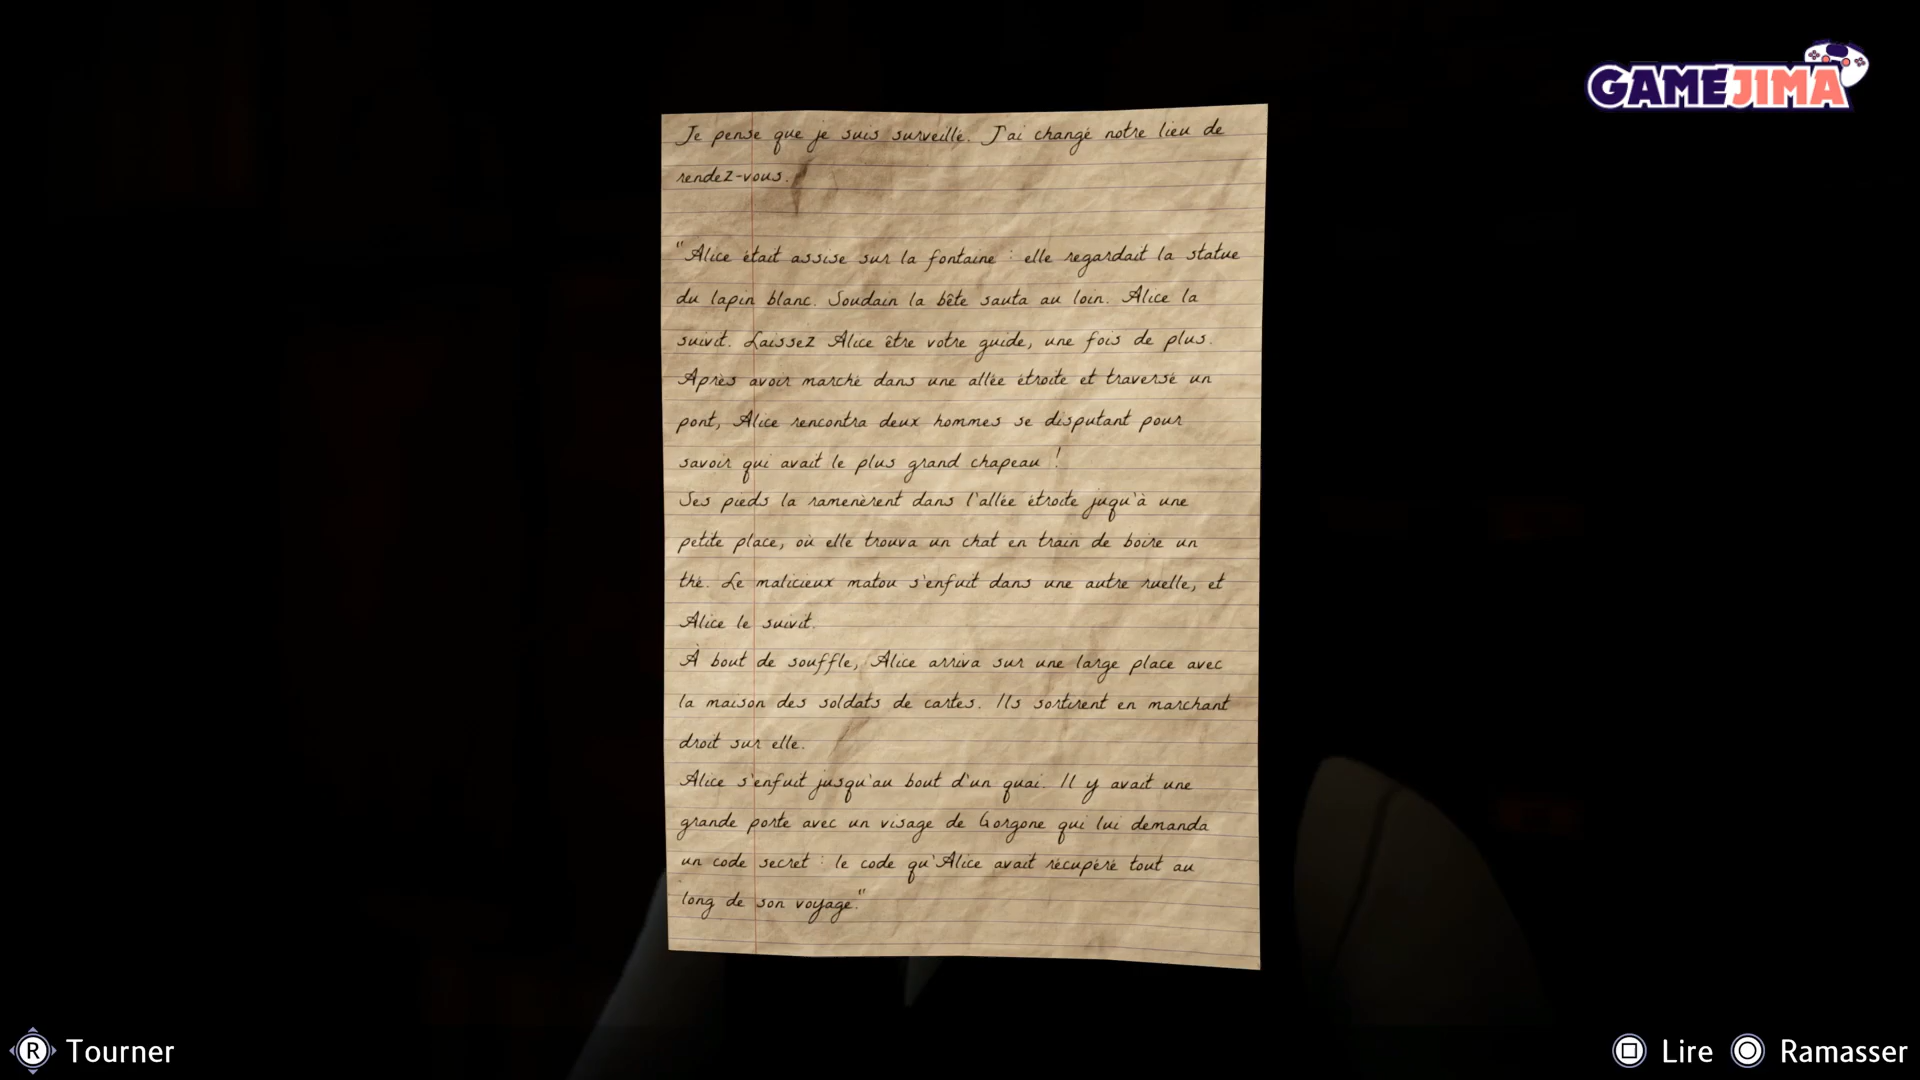 GAMEJIMA
Je pense que je suis surveillé. J'ai changé notre lieu de
rendez-vous.
"Alice était assise sur la fontaine : elle regardait la statue
du lapin blanc. Soudain la bête sauta au loin. Alice la
suivit. Laissez Alice être votre guide, une fois de plus.
Après avoir marché dans une allée étroite et traversé un
pont, Alice rencontra deux hommes se disputant pour
savoir qui avait le plus grand chapeau !
Ses pieds la ramenèrent dans l'allée étroite juqu'à une
petite place, où elle trouva un chat en train de boire un
thé. Le malicieux matou s'enfuit dans une autre ruelle, et
Alice le suivit.
À bout de souffle, Alice arriva sur une large place avec
la maison des soldats de cartes. Ils sortirent en marchant
droit sur elle.
Alice s'enfuit jusqu'au bout d'un quai. Il y avait une
grande porte avec un visage de Gorgone qui lui demanda
un code secret : le code qu'Alice avait récupéré tout au
long de son voyage."
R Tourner
Lire Ramasser